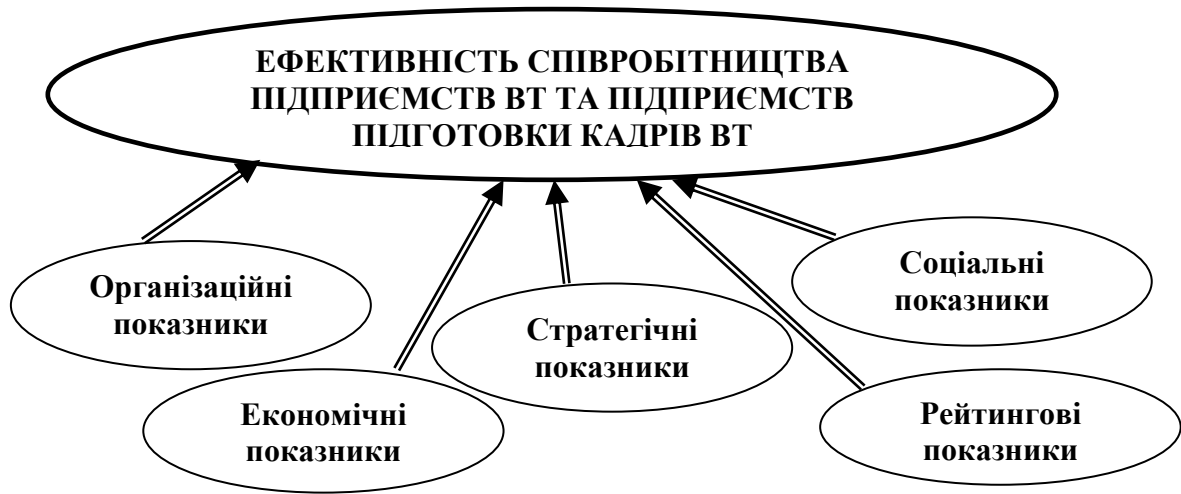 ЕФЕКТИВНІСТЬ СПІВРОБІТНИЦТВА
ПІДПРИЄМСТВ ВТ ТА ПІДПРИЄМСТВ
ПІДГОТОВКИ КАДРІВ ВТ
Організаційні
показники
Економічні
показники
Стратегічні
показники
Соціальні
показники
Рейтингові
показники